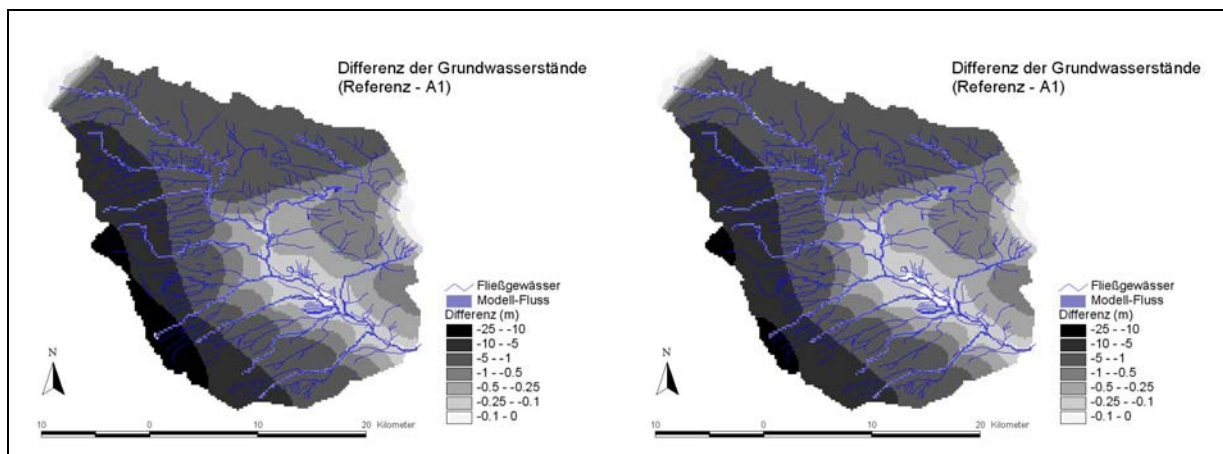 Differenz der Grundwasserstände
(Referenz - A1)
Fließgewässer
Modell-Fluss
Differenz (m)
-25 - -10
-10 - -5
-5 - -1
-1 - -0.5
-0.5 - -0.25
-0.25 - -0.1
-0.1 - 0
N
10 0 10 20 Kilometer
Differenz der Grundwasserstände
(Referenz - A1)
Fließgewässer
Modell-Fluss
Differenz (m)
-25 - -10
-10 - -5
-5 - -1
-1 - -0.5
-0.5 - -0.25
-0.25 - -0.1
-0.1 - 0
N
10 0 10 20 Kilometer